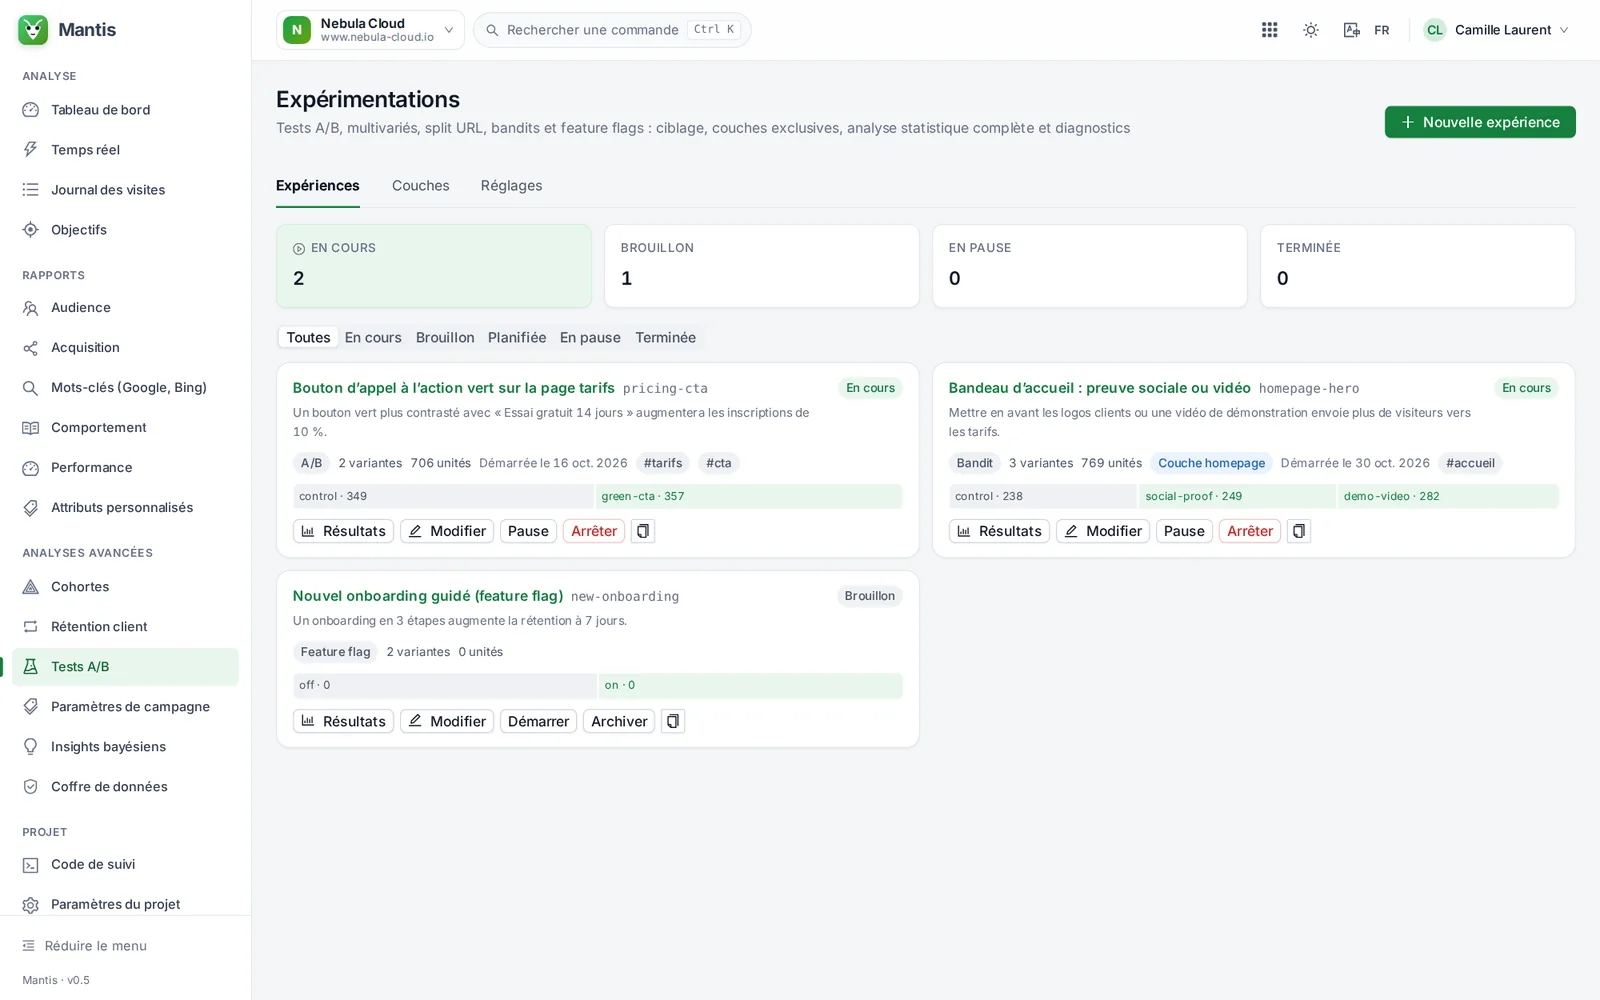 Mantis
ANALYSE
Tableau de bord
Temps réel
Journal des visites
Objectifs
RAPPORTS
Audience
Acquisition
Mots-clés (Google, Bing)
Comportement
Performance
Attributs personnalisés
ANALYSES AVANCÉES
Cohortes
Rétention client
Tests A/B
Paramètres de campagne
Insights bayésiens
Coffre de données
PROJET
Code de suivi
Paramètres du projet
Réduire le menu
Mantis · v0.5
N
Nebula Cloud
www.nebula-cloud.io
Rechercher une commande Ctrl K
FR
CL Camille Laurent
Expérimentations
Tests A/B, multivariés, split URL, bandits et feature flags : ciblage, couches exclusives, analyse statistique complète et diagnostics
+ Nouvelle expérience
Expériences Couches Réglages
EN COURS
2
BROUILLON
1
EN PAUSE
0
TERMINÉE
0
Toutes En cours Brouillon Planifiée En pause Terminée
Bouton d’appel à l’action vert sur la page tarifs pricing-cta En cours
Un bouton vert plus contrasté avec « Essai gratuit 14 jours » augmentera les inscriptions de
10 %.
A/B 2 variantes 706 unités Démarrée le 16 oct. 2026 #tarifs #cta
control · 349 green-cta · 357
Résultats Modifier Pause Arrêter
Bandeau d’accueil : preuve sociale ou vidéo homepage-hero En cours
Mettre en avant les logos clients ou une vidéo de démonstration envoie plus de visiteurs vers
les tarifs.
Bandit 3 variantes 769 unités Couche homepage Démarrée le 30 oct. 2026 #accueil
control · 238 social-proof · 249 demo-video · 282
Résultats Modifier Pause Arrêter
Nouvel onboarding guidé (feature flag) new-onboarding Brouillon
Un onboarding en 3 étapes augmente la rétention à 7 jours.
Feature flag 2 variantes 0 unités
off · 0 on · 0
Résultats Modifier Démarrer Archiver